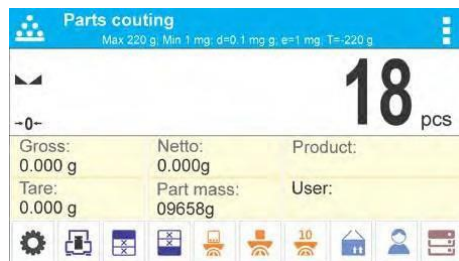 Parts couting
Max 220 g; Min 1 mg; d=0.1 mg g; e=1 mg; T=-220 g
18 pcs
→0←
Gross: Netto: Product:
0.000 g 0.000g
Tare: Part mass: User:
0.000 g 09658g
10